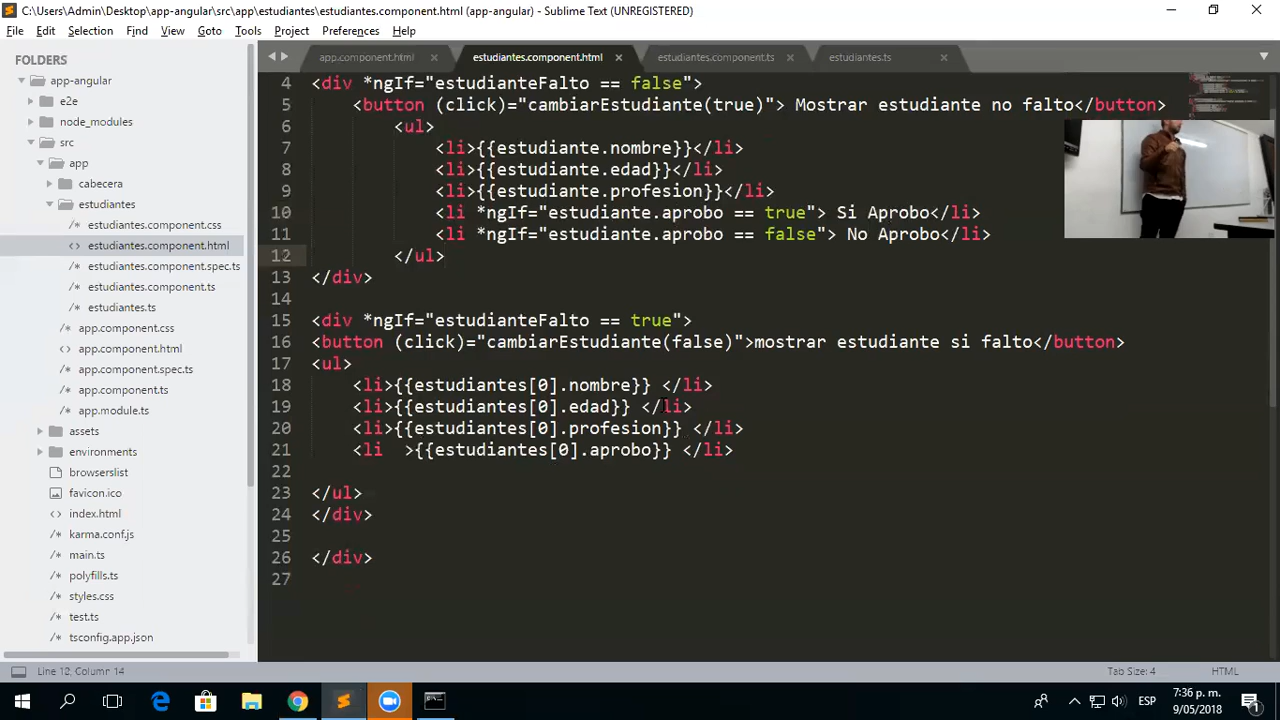 C:\Users\Admin\Desktop\app-angular\src\app\estudiantes\estudiantes.component.html (app-angular) - Sublime Text (UNREGISTERED)
File Edit Selection Find View Goto Tools Project Preferences Help
FOLDERS
app-angular
e2e
node_modules
src
app
cabecera
estudiantes
estudiantes.component.css
estudiantes.component.html
estudiantes.component.spec.ts
estudiantes.component.ts
estudiantes.ts
app.component.css
app.component.html
app.component.spec.ts
app.component.ts
app.module.ts
assets
environments
browserslist
favicon.ico
index.html
karma.conf.js
main.ts
polyfills.ts
styles.css
test.ts
tsconfig.app.json
app.component.html estudiantes.component.html estudiantes.component.ts estudiantes.ts
4 <div *ngIf="estudianteFalto == false">
5 <button (click)="cambiarEstudiante(true)"> Mostrar estudiante no falto</button>
6 <ul>
7 <li>{{estudiante.nombre}}</li>
8 <li>{{estudiante.edad}}</li>
9 <li>{{estudiante.profesion}}</li>
10 <li *ngIf="estudiante.aprobo == true"> Si Aprobo</li>
11 <li *ngIf="estudiante.aprobo == false"> No Aprobo</li>
12 </ul>
13 </div>
14
15 <div *ngIf="estudianteFalto == true">
16 <button (click)="cambiarEstudiante(false)">mostrar estudiante si falto</button>
17 <ul>
18 <li>{{estudiantes[0].nombre}} </li>
19 <li>{{estudiantes[0].edad}} </li>
20 <li>{{estudiantes[0].profesion}} </li>
21 <li  >{{estudiantes[0].aprobo}} </li>
22
23 </ul>
24 </div>
25
26 </div>
27
Line 12, Column 14
Tab Size: 4
HTML
ESP
7:36 p. m.
9/05/2018